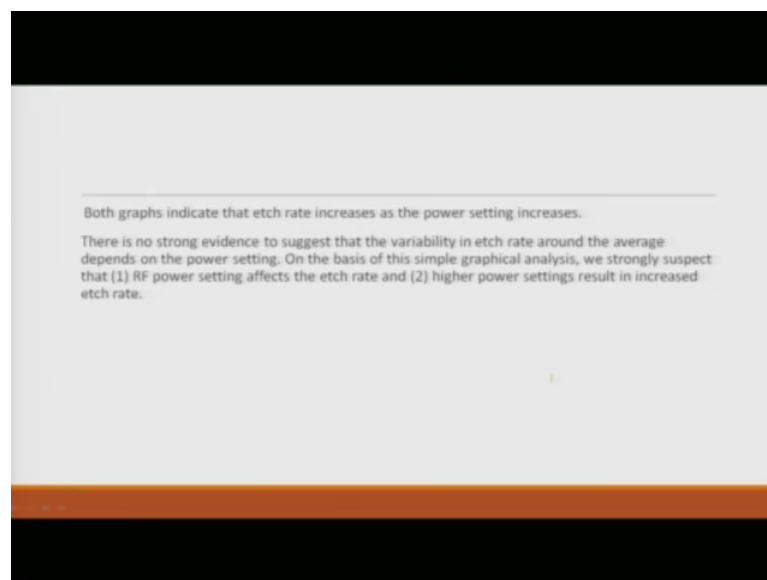 Both graphs indicate that etch rate increases as the power setting increases.
There is no strong evidence to suggest that the variability in etch rate around the average
depends on the power setting. On the basis of this simple graphical analysis, we strongly suspect
that (1) RF power setting affects the etch rate and (2) higher power settings result in increased
etch rate.